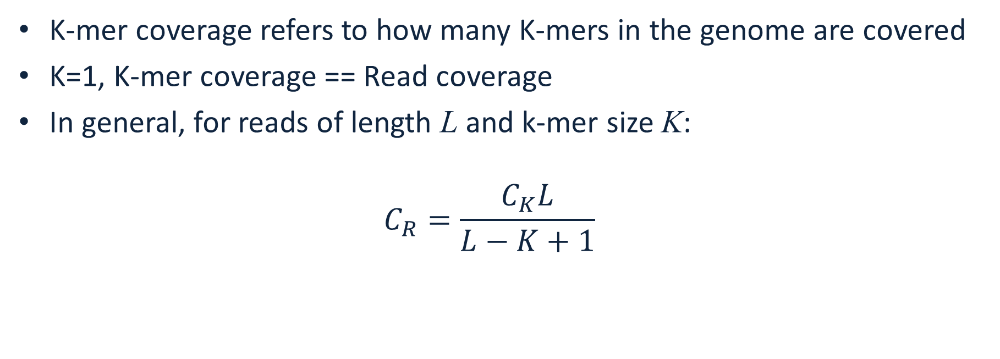 • K-mer coverage refers to how many K-mers in the genome are covered
• K=1, K-mer coverage == Read coverage
• In general, for reads of length L and k-mer size K:
C_R = \frac{C_K L}{L - K + 1}